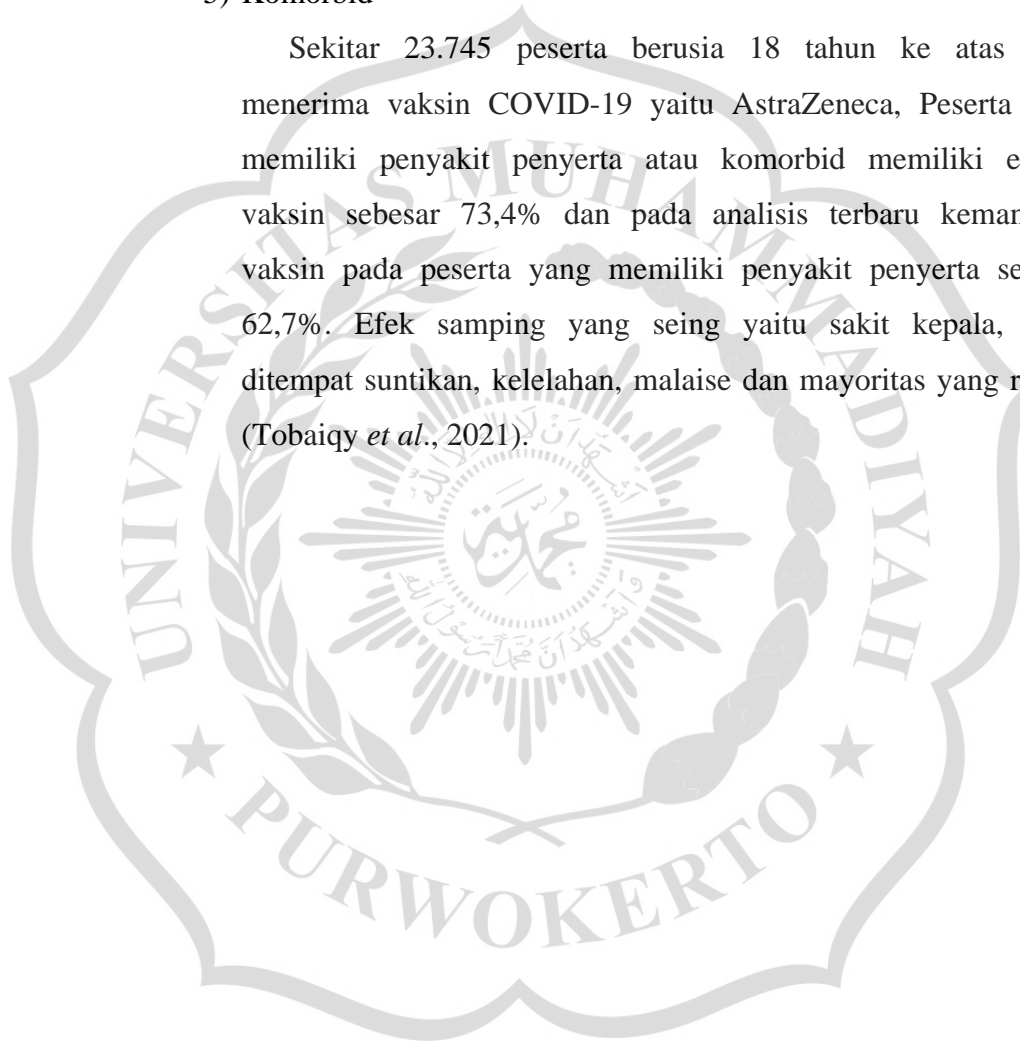 Komorbid
Sekitar 23.745 peserta berusia 18 tahun ke atas
menerima vaksin COVID-19 yaitu AstraZeneca, Peserta
memiliki penyakit penyerta atau komorbid memiliki
vaksin sebesar 73,4% dan pada analisis terbaru
vaksin pada peserta yang memiliki penyakit penyerta
62,7%. Efek samping yang seing yaitu sakit kepala,
ditempat suntikan, kelelahan, malaise dan mayoritas yang
(Tobaiqy et al., 2021).
UNIVERSITAS MUHAMMADIYAH
PURWOKERTO